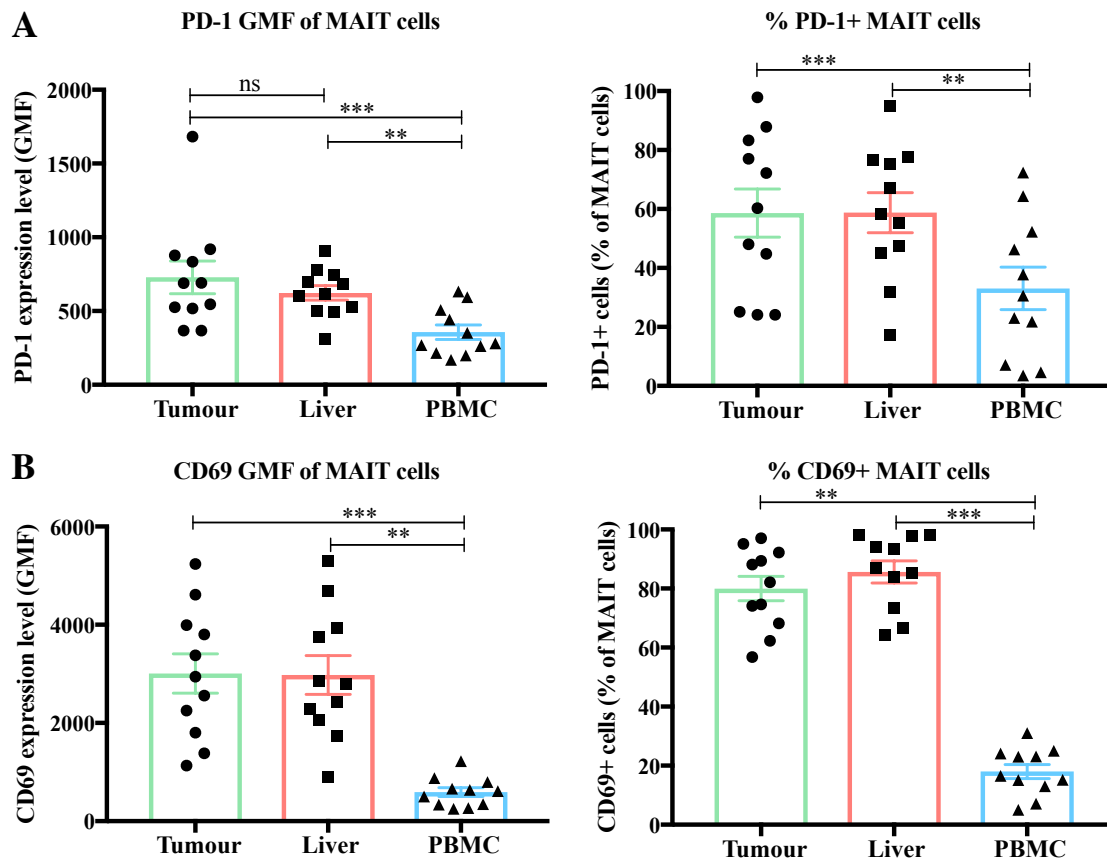 A
PD-1 GMF of MAIT cells
PD-1 expression level (GMF)
2000
1500
1000
500
0
ns
***
**
Tumour Liver PBMC
% PD-1+ MAIT cells
PD-1+ cells (% of MAIT cells)
100
80
60
40
20
0
***
**
Tumour Liver PBMC
B
CD69 GMF of MAIT cells
CD69 expression level (GMF)
6000
4000
2000
0
***
**
Tumour Liver PBMC
% CD69+ MAIT cells
CD69+ cells (% of MAIT cells)
100
80
60
40
20
0
**
***
Tumour Liver PBMC